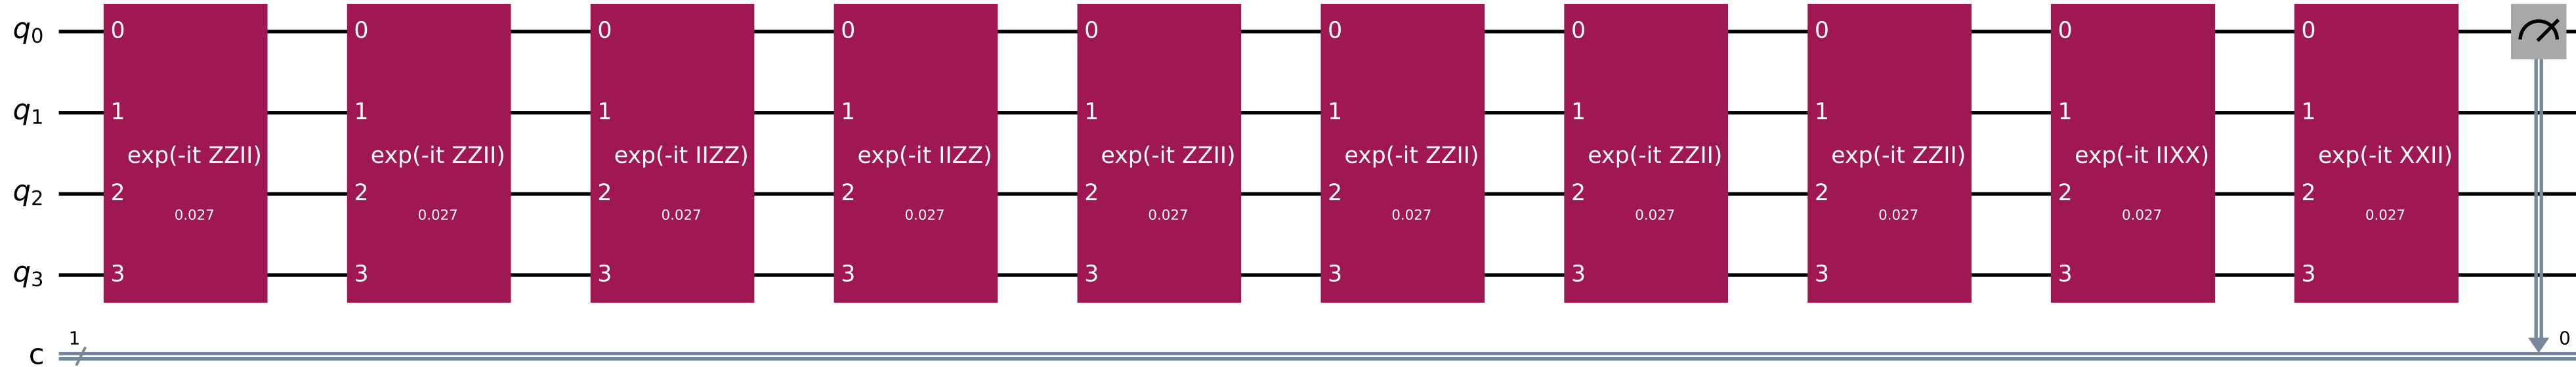 q0 0 0 0 0 0 0 0 0 0 0
q1 1 1 1 1 1 1 1 1 1 1
exp(-it ZZII) exp(-it ZZII) exp(-it IIZZ) exp(-it IIZZ) exp(-it ZZII) exp(-it ZZII) exp(-it ZZII) exp(-it ZZII) exp(-it IIXX) exp(-it XXII)
q2 2 2 2 2 2 2 2 2 2 2
0.027 0.027 0.027 0.027 0.027 0.027 0.027 0.027 0.027 0.027
q3 3 3 3 3 3 3 3 3 3 3
1 0
c